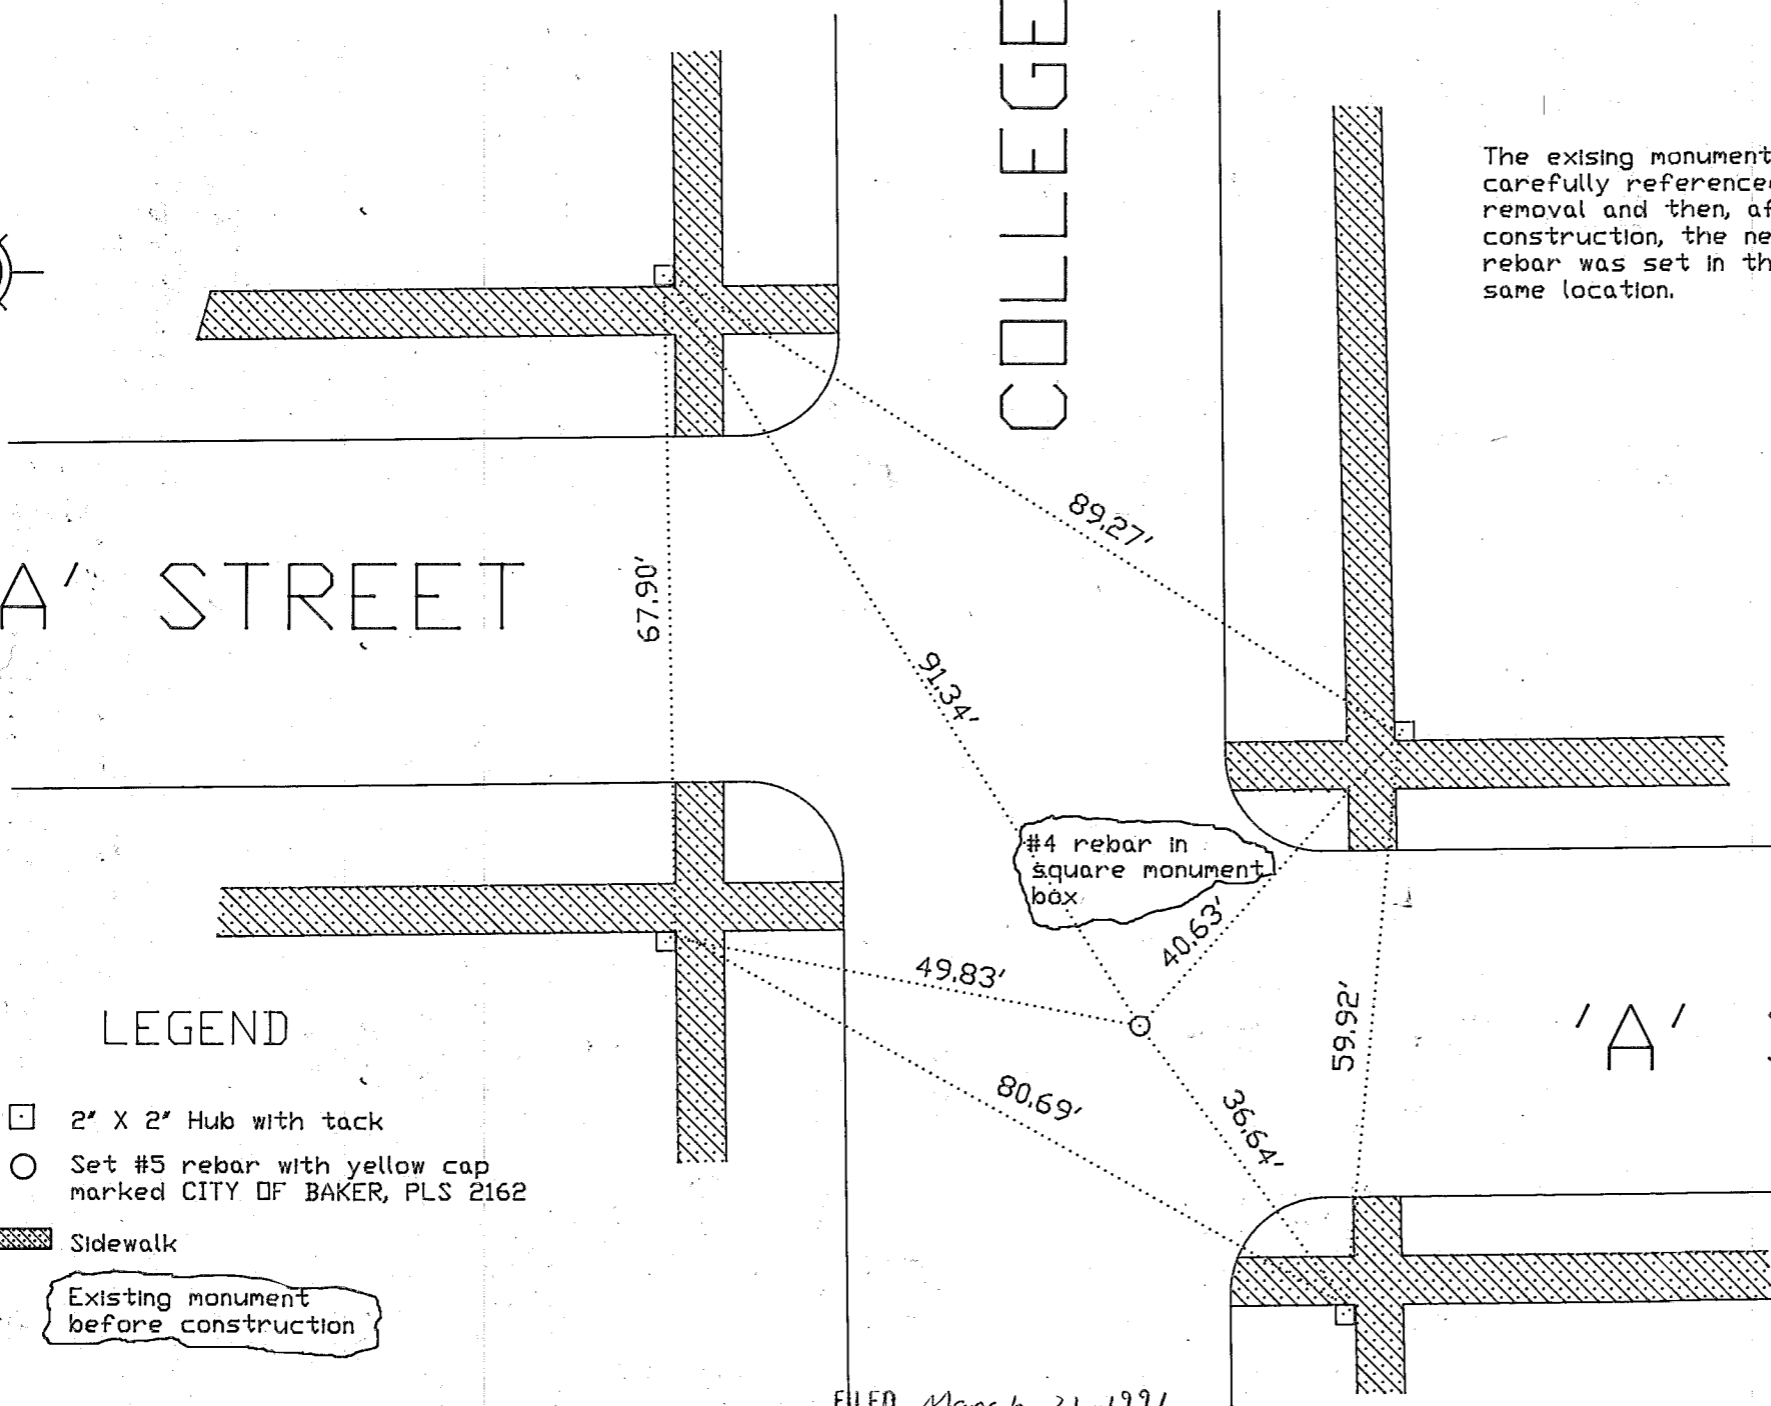 COLLEGE
The exising monument
carefully reference
removal and then, af
construction, the ne
rebar was set in th
same location.
89.27'
A' STREET
67.90'
91.34'
#4 rebar in
square monument
box
40.63'
49.83'
59.92'
'A'
80.69'
36.64'
LEGEND
2" X 2" Hub with tack
Set #5 rebar with yellow cap
marked CITY OF BAKER, PLS 2162
Sidewalk
Existing monument
before construction
FILED March 21, 1991